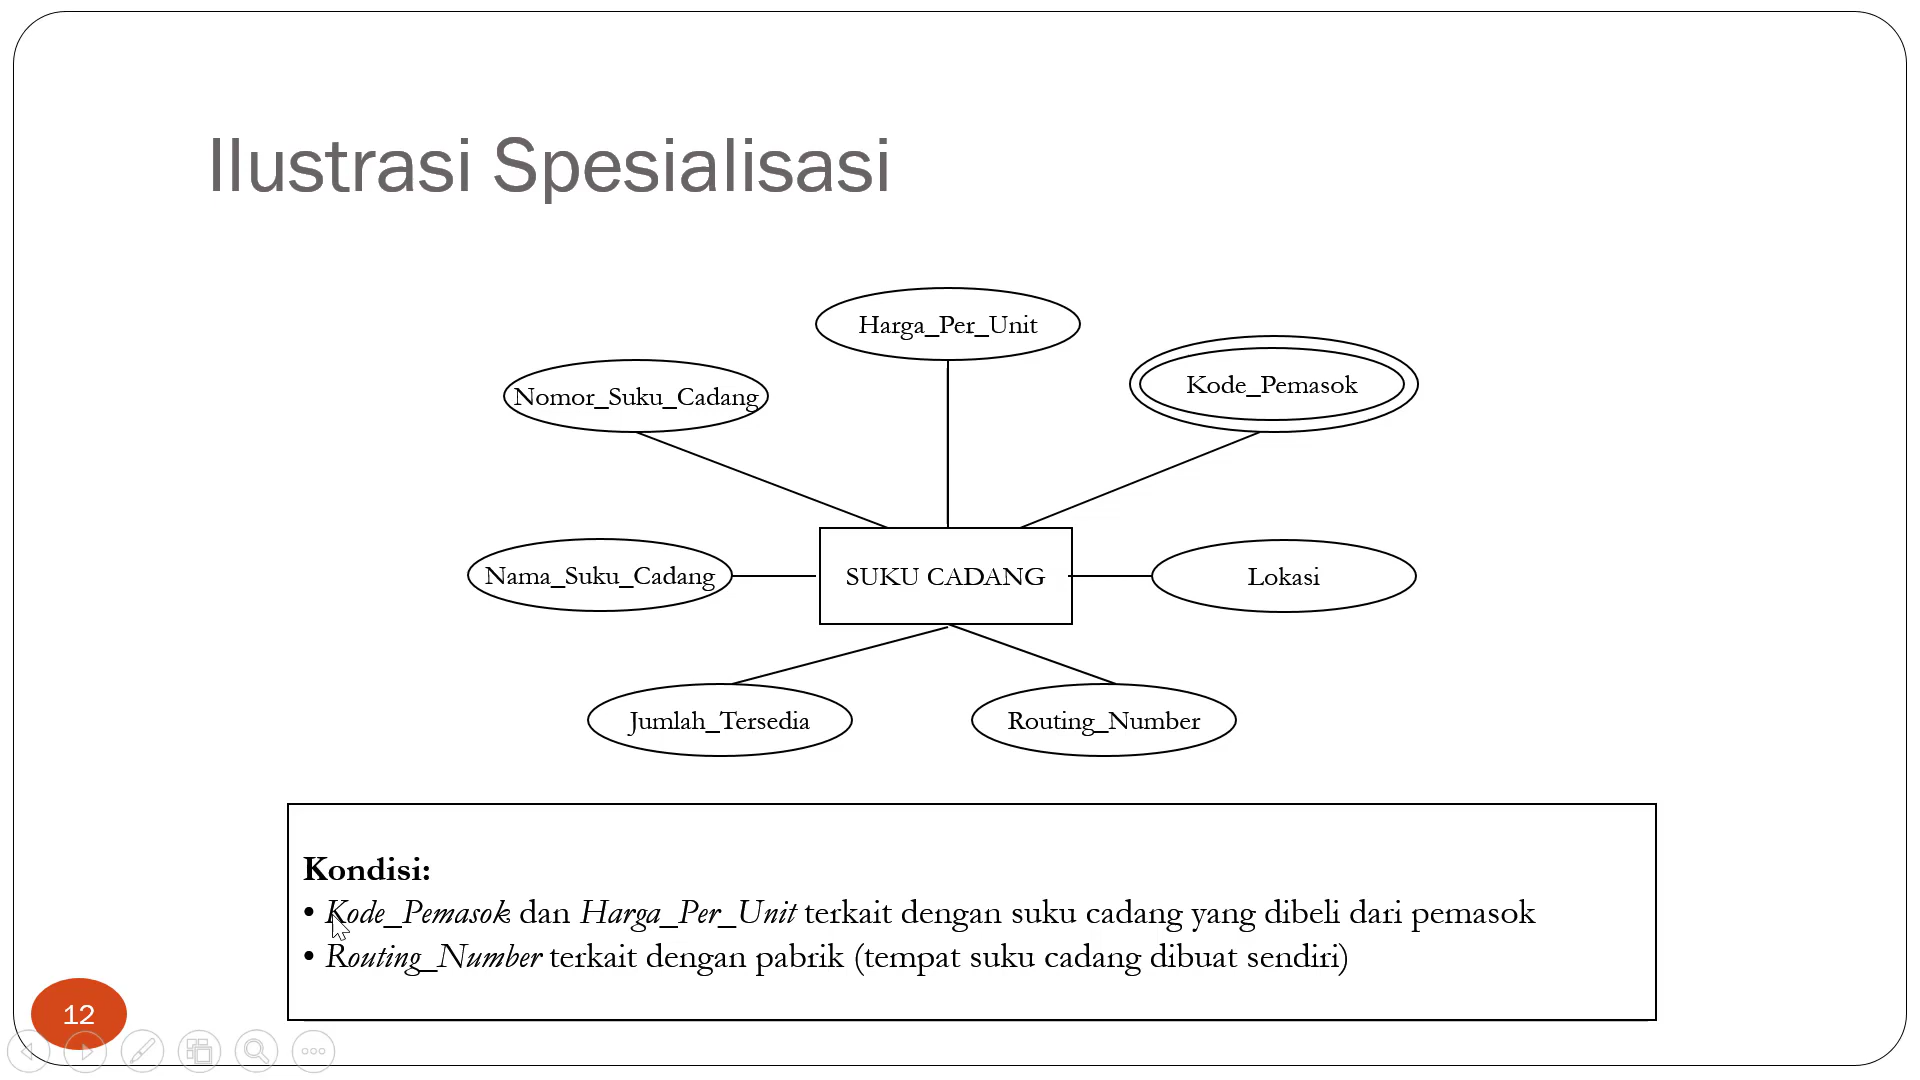 Ilustrasi Spesialisasi
Harga_Per_Unit
Kode_Pemasok
Nomor_Suku_Cadang
Nama_Suku_Cadang
SUKU CADANG
Lokasi
Jumlah_Tersedia
Routing_Number
Kondisi:
• Kode_Pemasok dan Harga_Per_Unit terkait dengan suku cadang yang dibeli dari pemasok
• Routing_Number terkait dengan pabrik (tempat suku cadang dibuat sendiri)
12